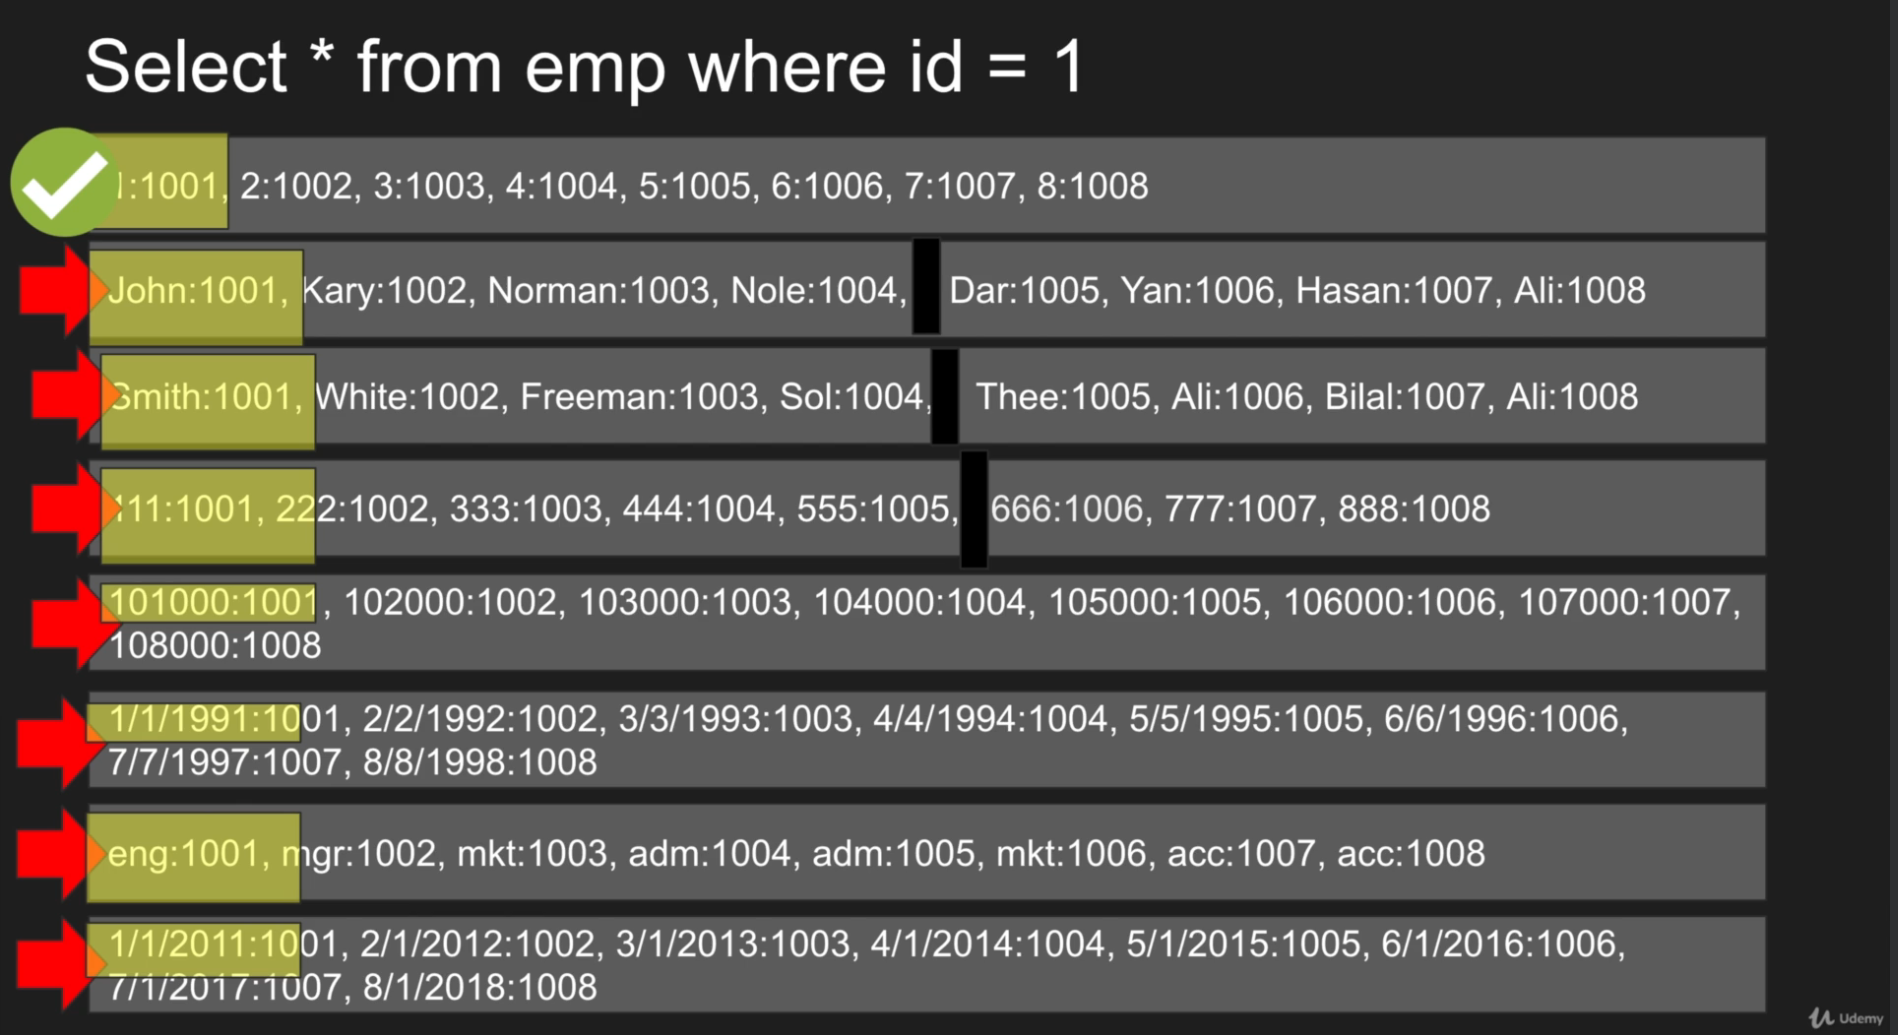 Select * from emp where id = 1
1:1001, 2:1002, 3:1003, 4:1004, 5:1005, 6:1006, 7:1007, 8:1008
John:1001, Kary:1002, Norman:1003, Nole:1004, Dar:1005, Yan:1006, Hasan:1007, Ali:1008
Smith:1001, White:1002, Freeman:1003, Sol:1004, Thee:1005, Ali:1006, Bilal:1007, Ali:1008
111:1001, 222:1002, 333:1003, 444:1004, 555:1005, 666:1006, 777:1007, 888:1008
101000:1001, 102000:1002, 103000:1003, 104000:1004, 105000:1005, 106000:1006, 107000:1007,
108000:1008
1/1/1991:1001, 2/2/1992:1002, 3/3/1993:1003, 4/4/1994:1004, 5/5/1995:1005, 6/6/1996:1006,
7/7/1997:1007, 8/8/1998:1008
eng:1001, mgr:1002, mkt:1003, adm:1004, adm:1005, mkt:1006, acc:1007, acc:1008
1/1/2011:1001, 2/1/2012:1002, 3/1/2013:1003, 4/1/2014:1004, 5/1/2015:1005, 6/1/2016:1006,
7/1/2017:1007, 8/1/2018:1008
Udemy